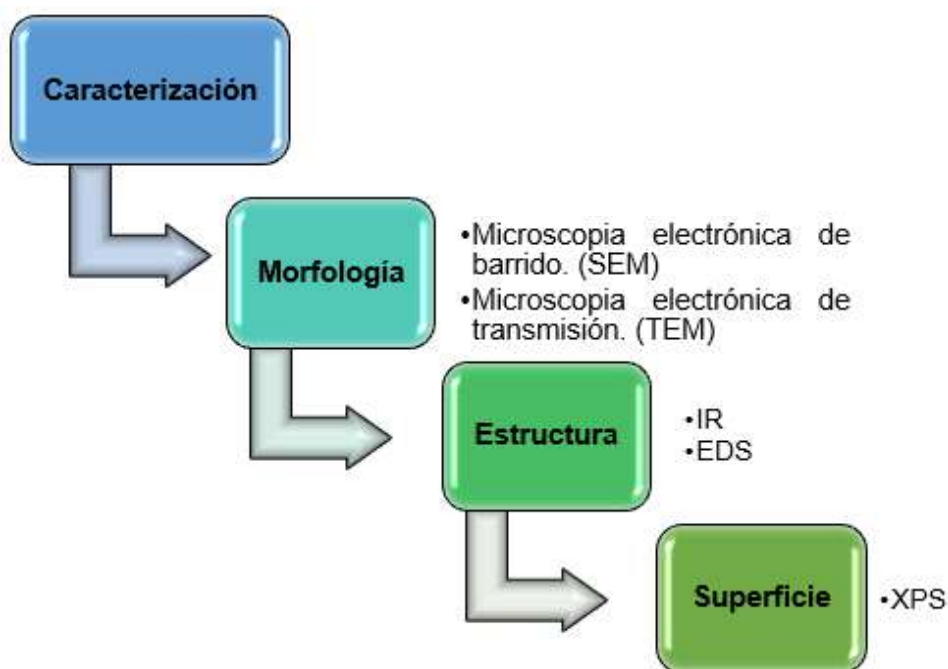 Caracterización
Morfología
•Microscopia electrónica de
barrido. (SEM)
•Microscopia electrónica de
transmisión. (TEM)
Estructura
•IR
•EDS
Superficie
•XPS